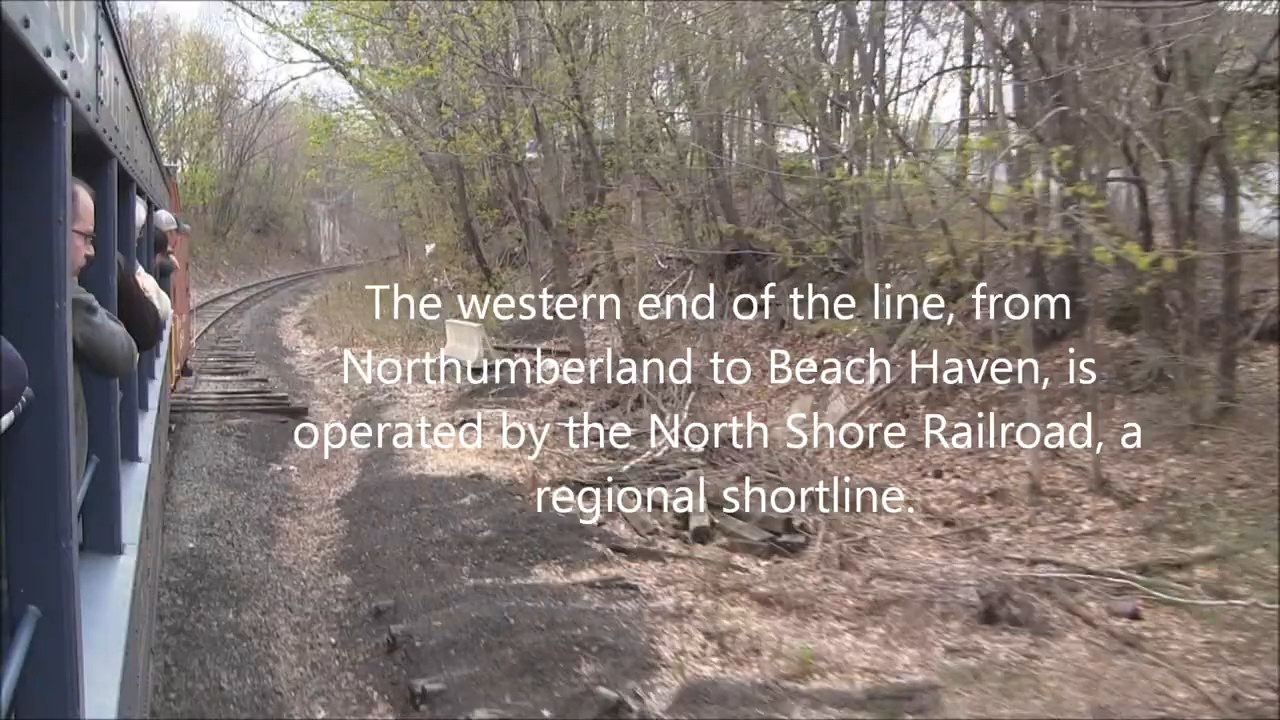 The western end of the line, from
Northumberland to Beach Haven, is
operated by the North Shore Railroad, a
regional shortline.